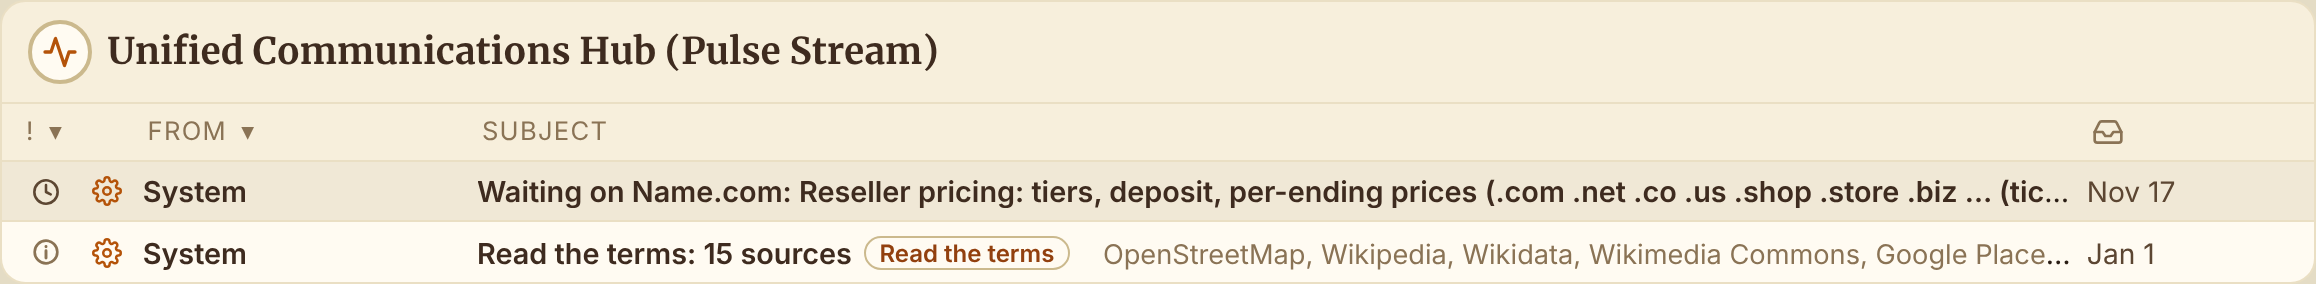 Unified Communications Hub (Pulse Stream)
! ▼ FROM ▼ SUBJECT
System Waiting on Name.com: Reseller pricing: tiers, deposit, per-ending prices (.com .net .co .us .shop .store .biz ... (tic... Nov 17
System Read the terms: 15 sources Read the terms OpenStreetMap, Wikipedia, Wikidata, Wikimedia Commons, Google Place... Jan 1